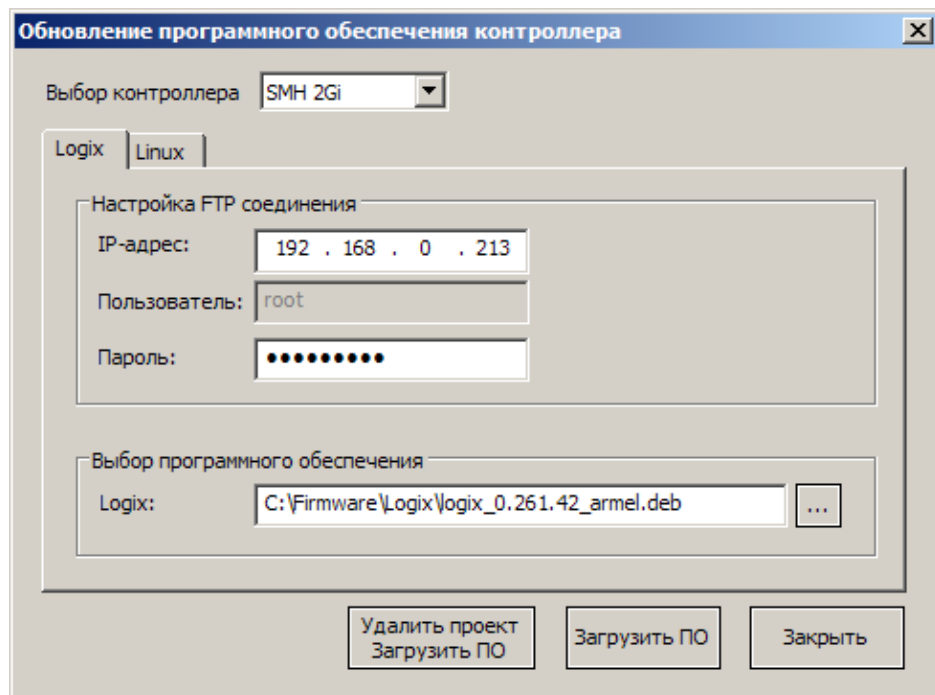 Обновление программного обеспечения контроллера
Выбор контроллера SMH 2Gi
Logix Linux
Настройка FTP соединения
IP-адрес: 192 . 168 . 0 . 213
Пользователь: root
Пароль: •••••••••
Выбор программного обеспечения
Logix: C:\Firmware\Logix\logix_0.261.42_armel.deb ...
Удалить проект
Загрузить ПО
Загрузить ПО
Закрыть